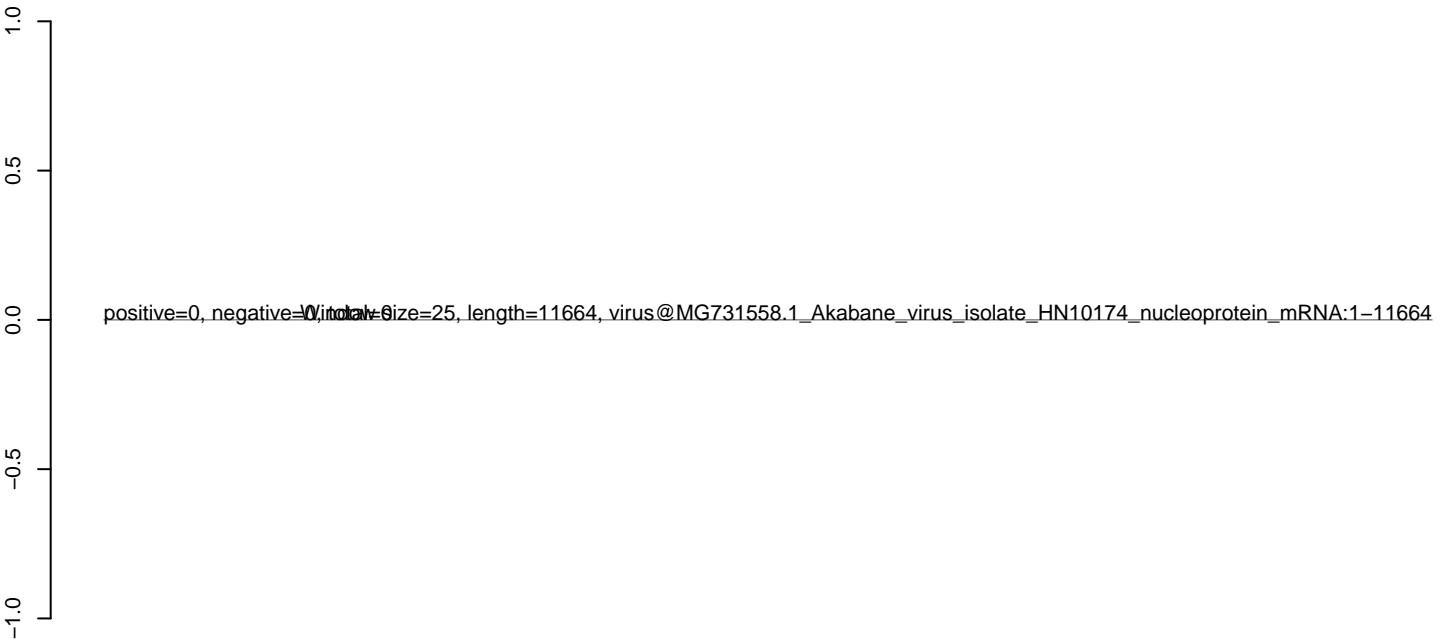 1.0
0.5
0.0
−0.5
−1.0
positive=0, negative=0, total=0
Window size=25, length=11664, virus@MG731558.1_Akabane_virus_isolate_HN10174_nucleoprotein_mRNA:1−11664